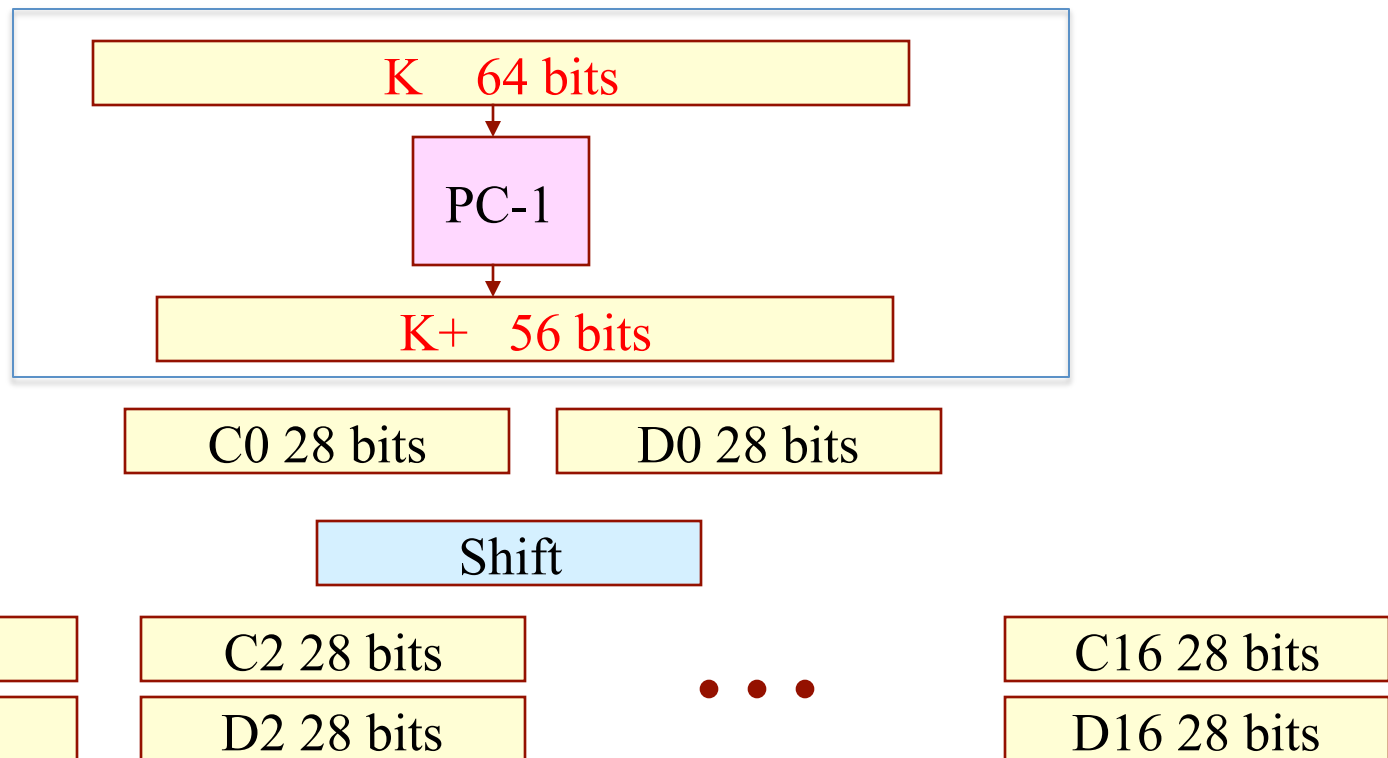 K 64 bits
PC-1
K+ 56 bits
C0 28 bits
D0 28 bits
Shift
C2 28 bits
C16 28 bits
D2 28 bits
D16 28 bits